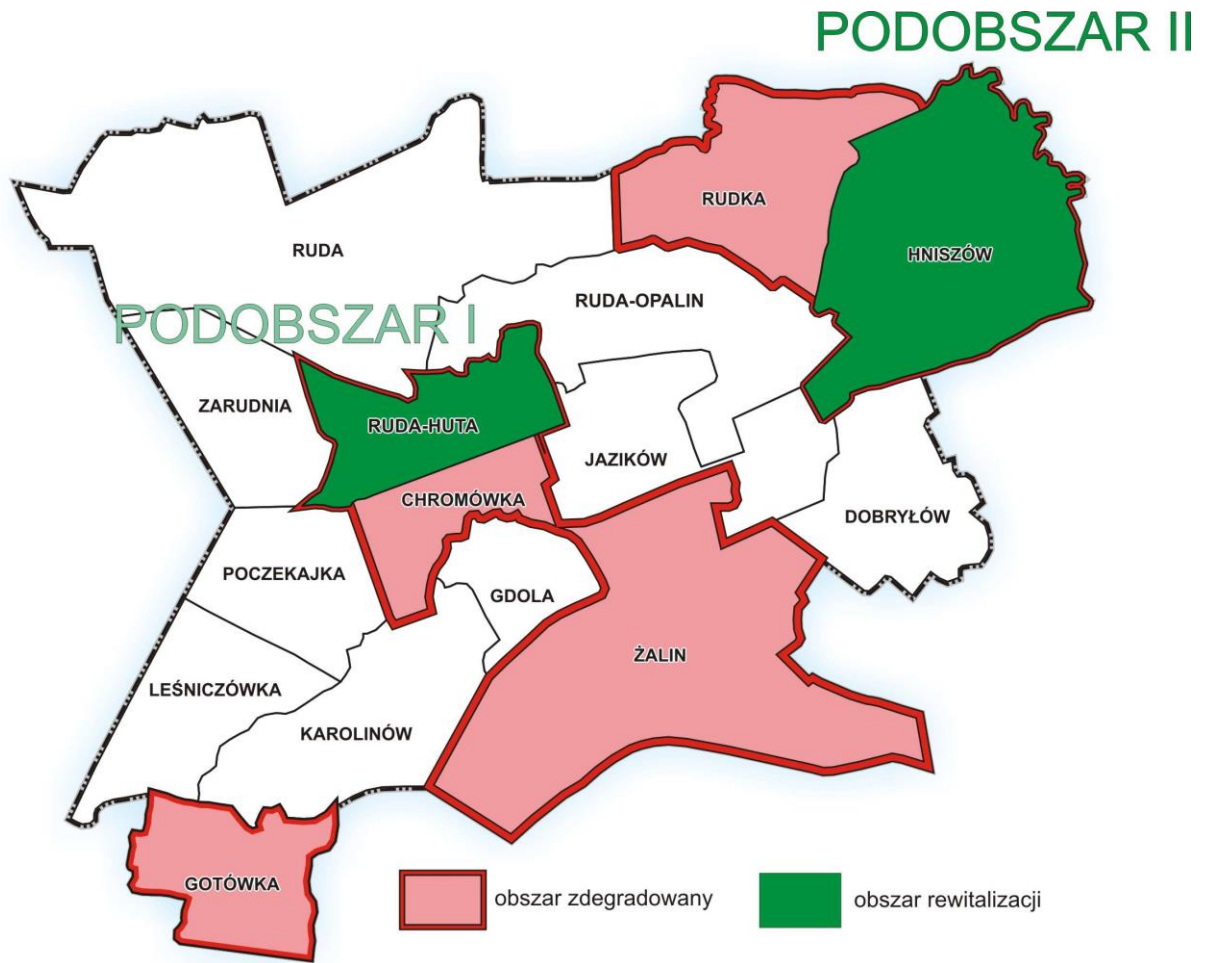 PODOBSZAR II
RUDKA
RUDA
HNISZÓW
RUDA-OPALIN
PODOBSZAR I
ZARUDNIA
RUDA-HUTA
JAZIKÓW
CHROMÓWKA
DOBRYŁÓW
POCZEKAJKA
GDOLA
ŻALIN
LEŚNICZÓWKA
KAROLINÓW
GOTÓWKA
obszar zdegradowany
obszar rewitalizacji